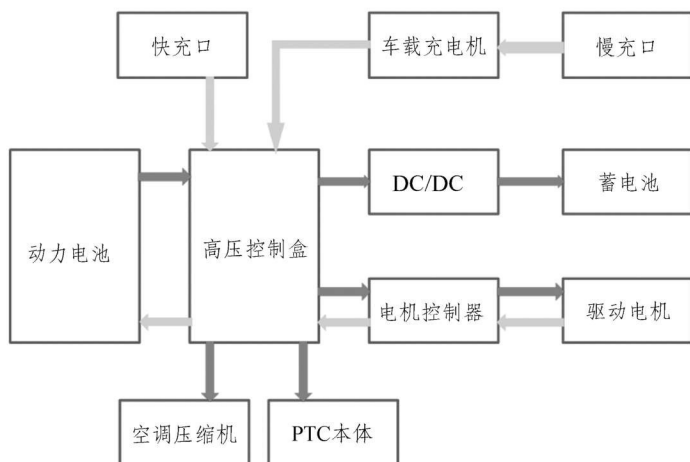 快充口
车载充电机
慢充口
动力电池
高压控制盒
DC/DC
蓄电池
电机控制器
驱动电机
空调压缩机
PTC本体